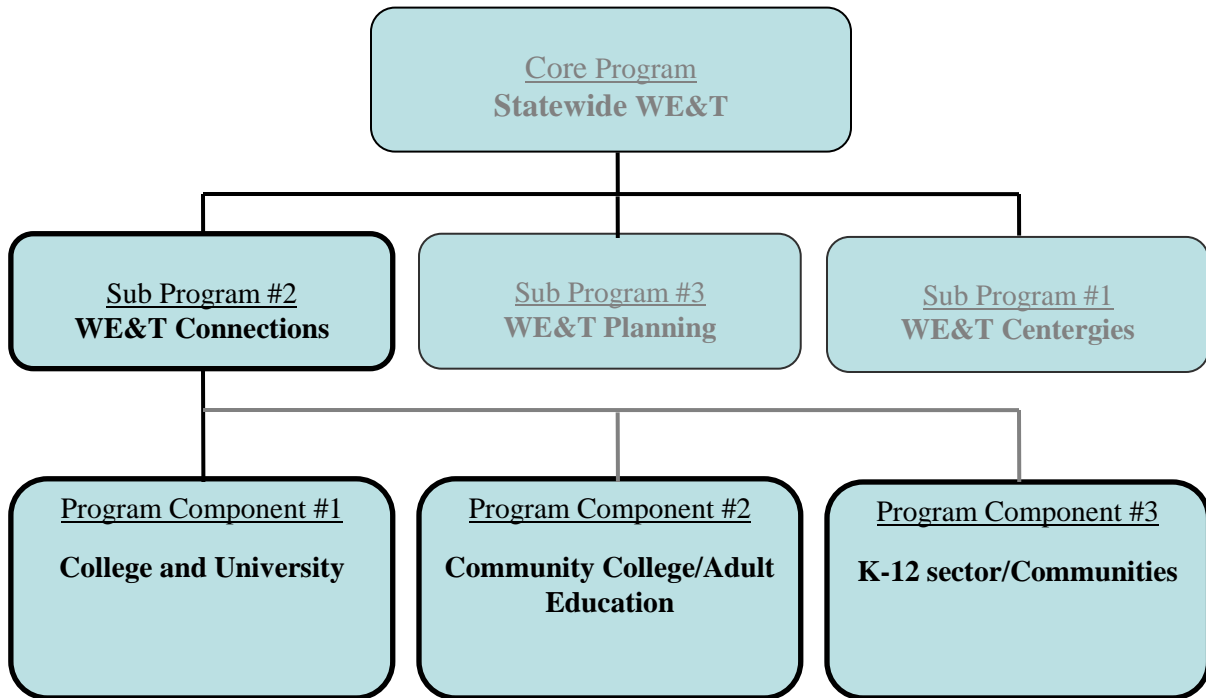 Core Program
Statewide WE&T
Sub Program #2
WE&T Connections
Sub Program #3
WE&T Planning
Sub Program #1
WE&T Centergies
Program Component #1
College and University
Program Component #2
Community College/Adult
Education
Program Component #3
K-12 sector/Communities